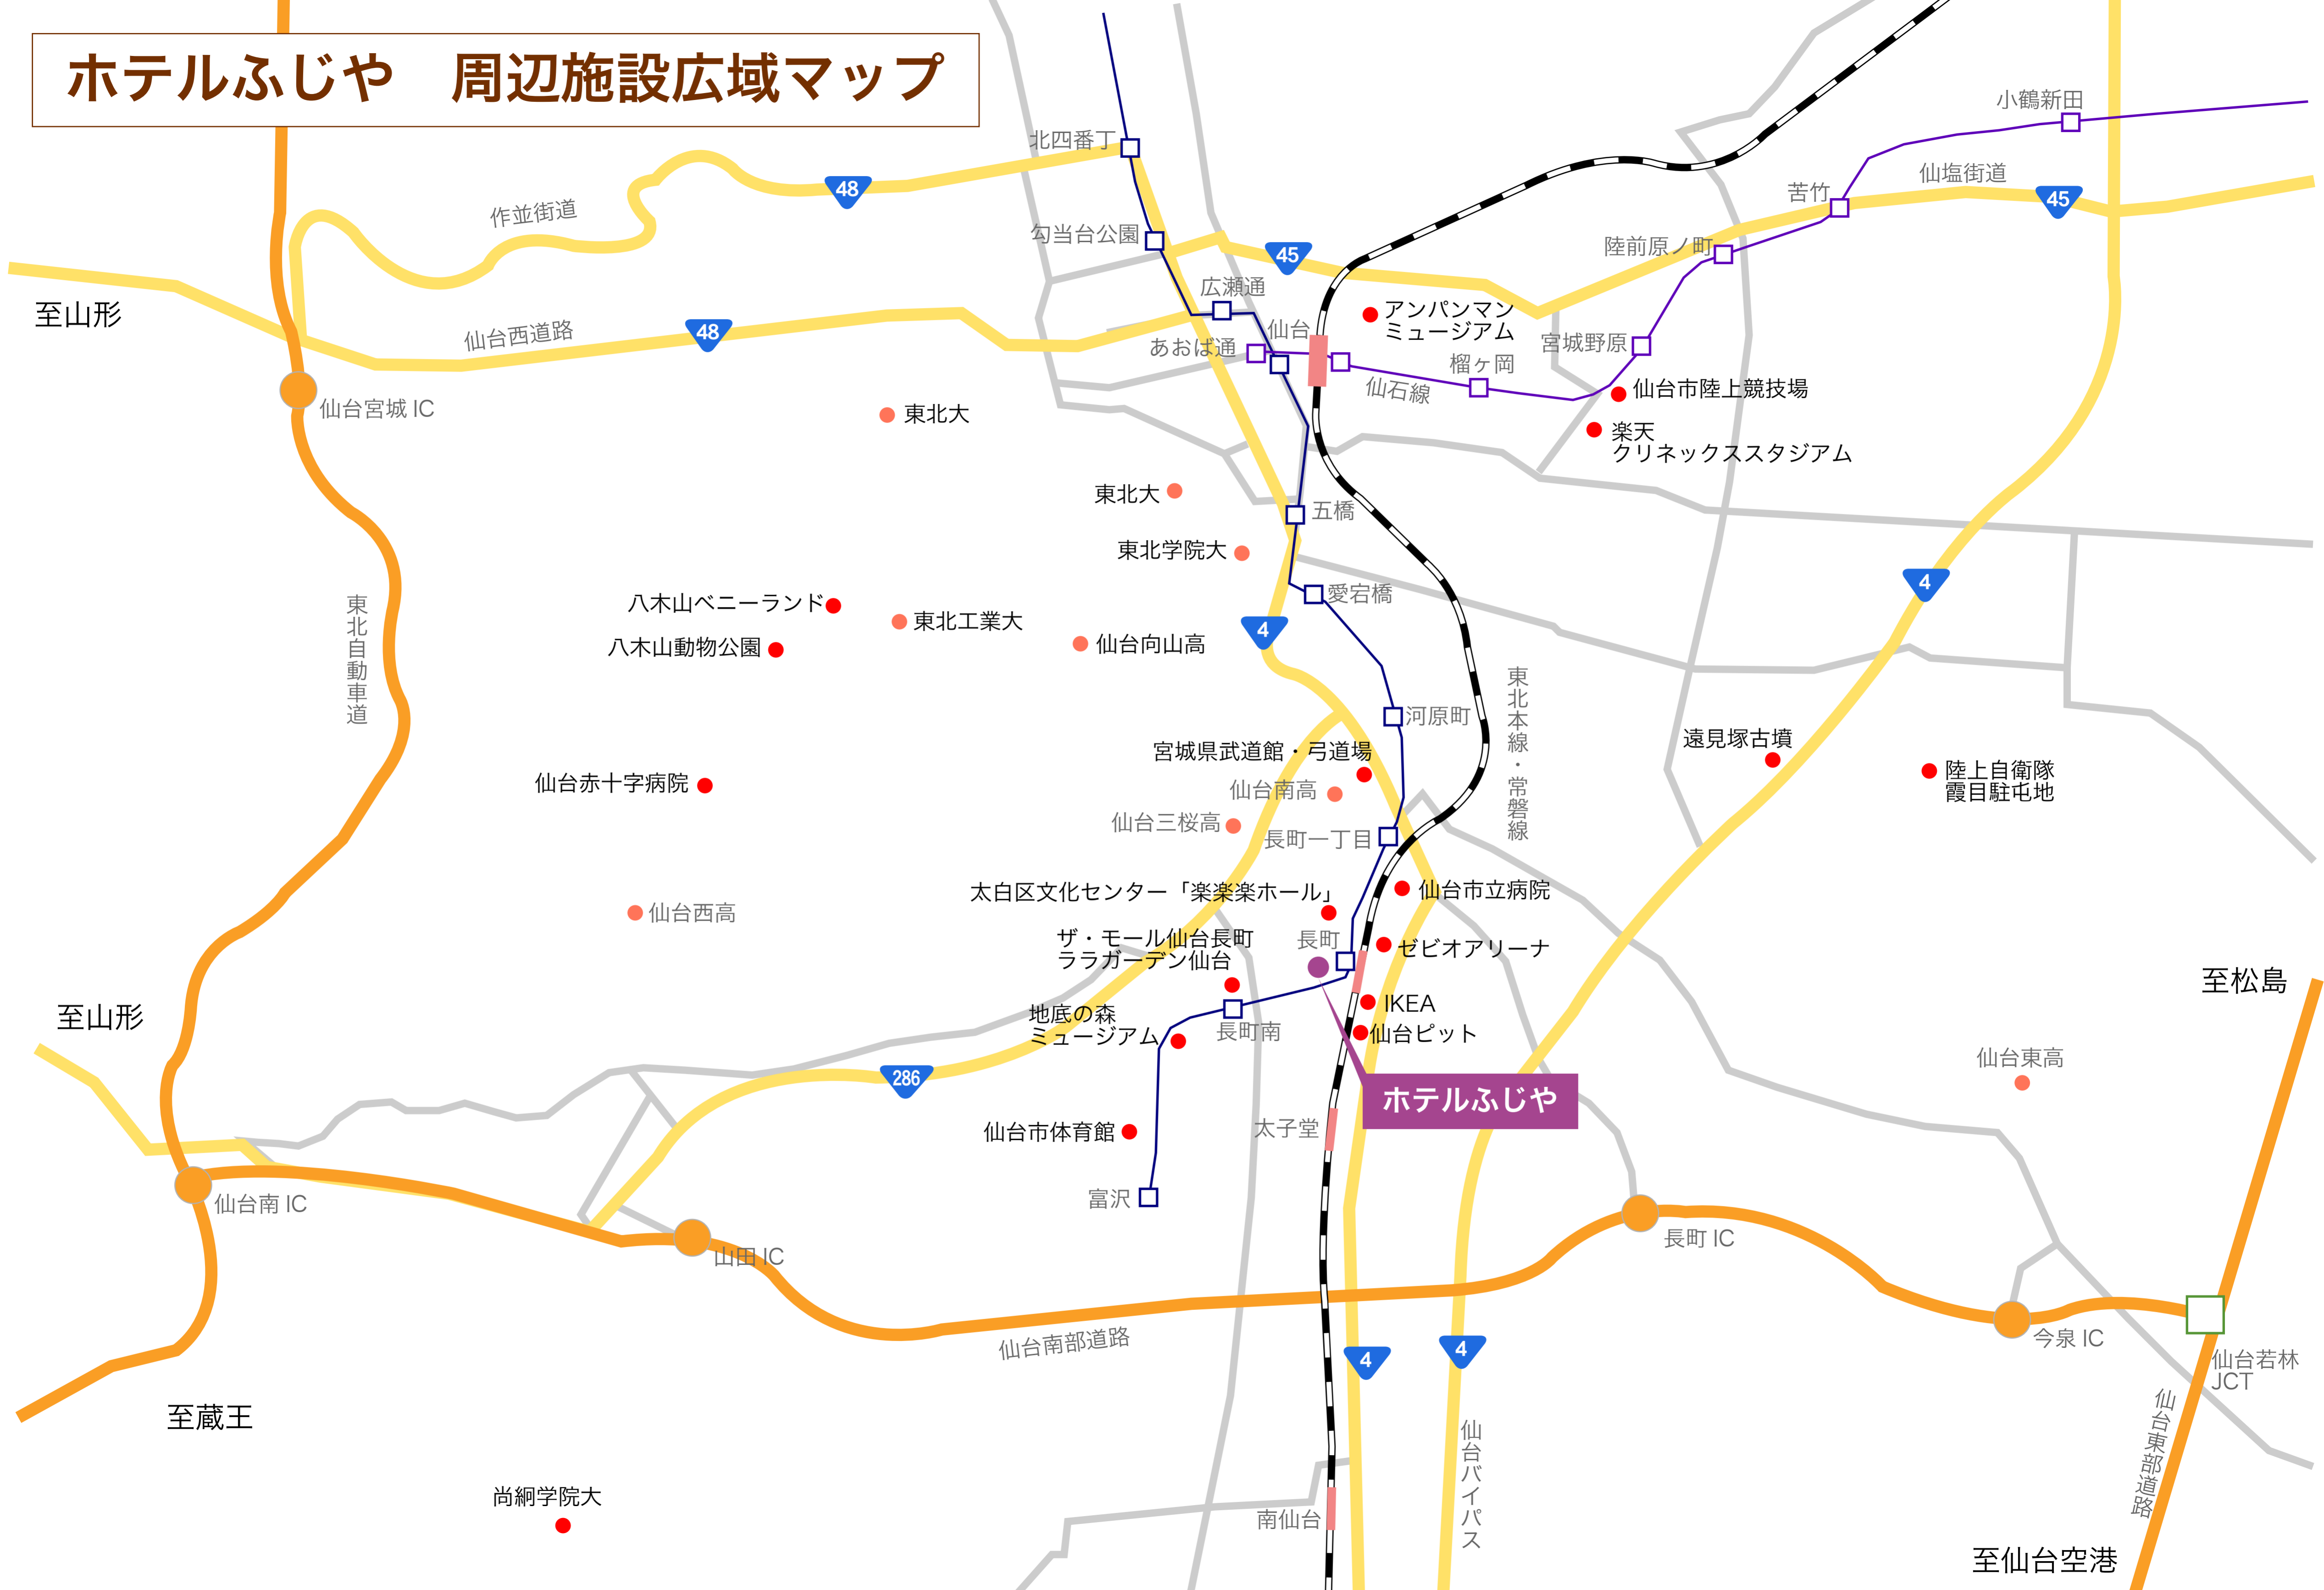 ホテルふじや　周辺施設広域マップ
北四番丁
小鶴新田
仙塩街道
苦竹
48
45
作並街道
勾当台公園
45
陸前原ノ町
至山形
広瀬通
アンパンマン
ミュージアム
仙台西道路
48
仙台
あおば通
宮城野原
榴ヶ岡
仙石線
仙台市陸上競技場
仙台宮城 IC
東北大
楽天
クリネックススタジアム
東北大
五橋
東北学院大
4
愛宕橋
東北自動車道
八木山ベニーランド
東北工業大
4
八木山動物公園
仙台向山高
東北本線・常磐線
河原町
遠見塚古墳
宮城県武道館・弓道場
陸上自衛隊
霞目駐屯地
仙台赤十字病院
仙台南高
仙台三桜高
長町一丁目
太白区文化センター「楽楽楽ホール」
仙台市立病院
仙台西高
ザ・モール仙台長町
ララガーデン仙台
長町
ゼビオアリーナ
至松島
至山形
IKEA
地底の森
ミュージアム
長町南
仙台ピット
仙台東高
286
ホテルふじや
仙台市体育館
太子堂
仙台南 IC
富沢
長町 IC
山田 IC
仙台南部道路
4
4
今泉 IC
仙台若林
JCT
至蔵王
仙台バイパス
仙台東部道路
尚絅学院大
南仙台
至仙台空港